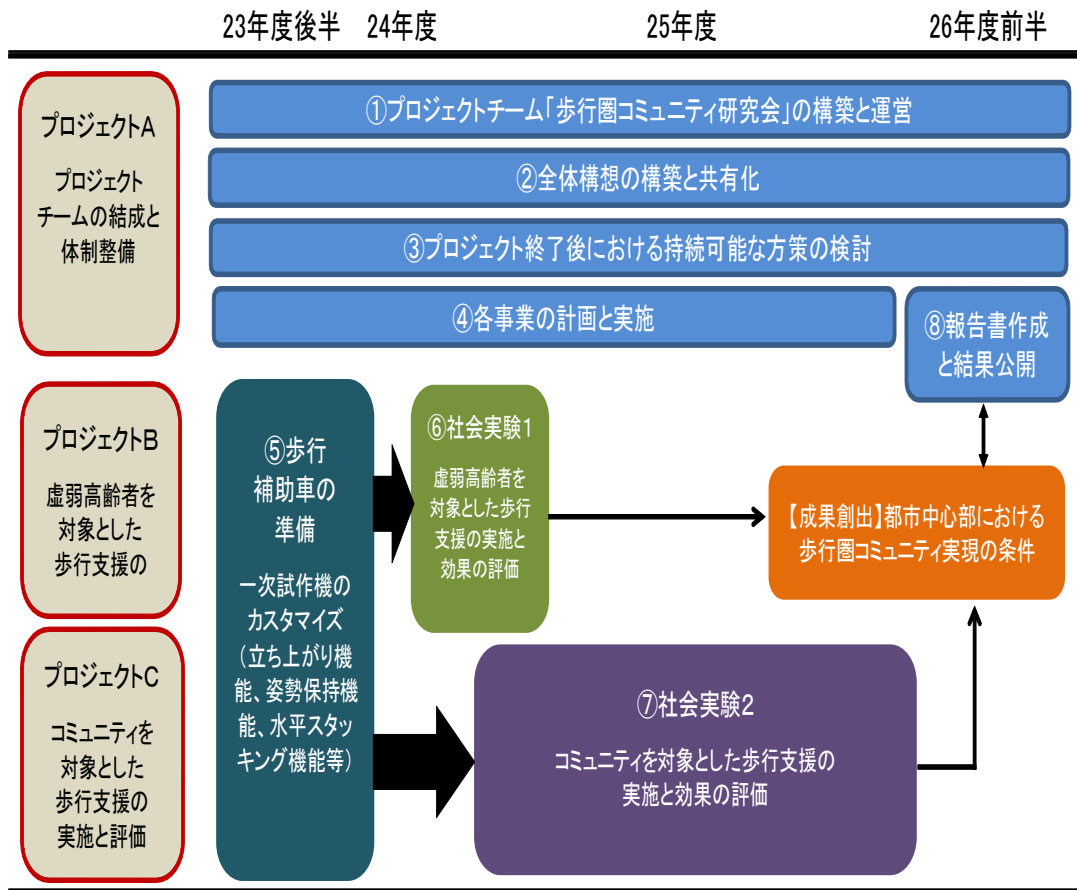 23年度後半 24年度 25年度 26年度前半
プロジェクトA
プロジェクト
チームの結成と
体制整備
①プロジェクトチーム「歩行圏コミュニティ研究会」の構築と運営
②全体構想の構築と共有化
③プロジェクト終了後における持続可能な方策の検討
④各事業の計画と実施
⑧報告書作成
と結果公開
プロジェクトB
虚弱高齢者を
対象とした
歩行支援の
⑤歩行
補助車の
準備
一次試作機の
カスタマイズ
(立ち上がり機
能、姿勢保持機
能、水平スタッ
キング機能等)
⑥社会実験1
虚弱高齢者を
対象とした歩行
支援の実施と
効果の評価
【成果創出】都市中心部における
歩行圏コミュニティ実現の条件
プロジェクトC
コミュニティを
対象とした
歩行支援の
実施と評価
⑦社会実験2
コミュニティを対象とした歩行支援の
実施と効果の評価